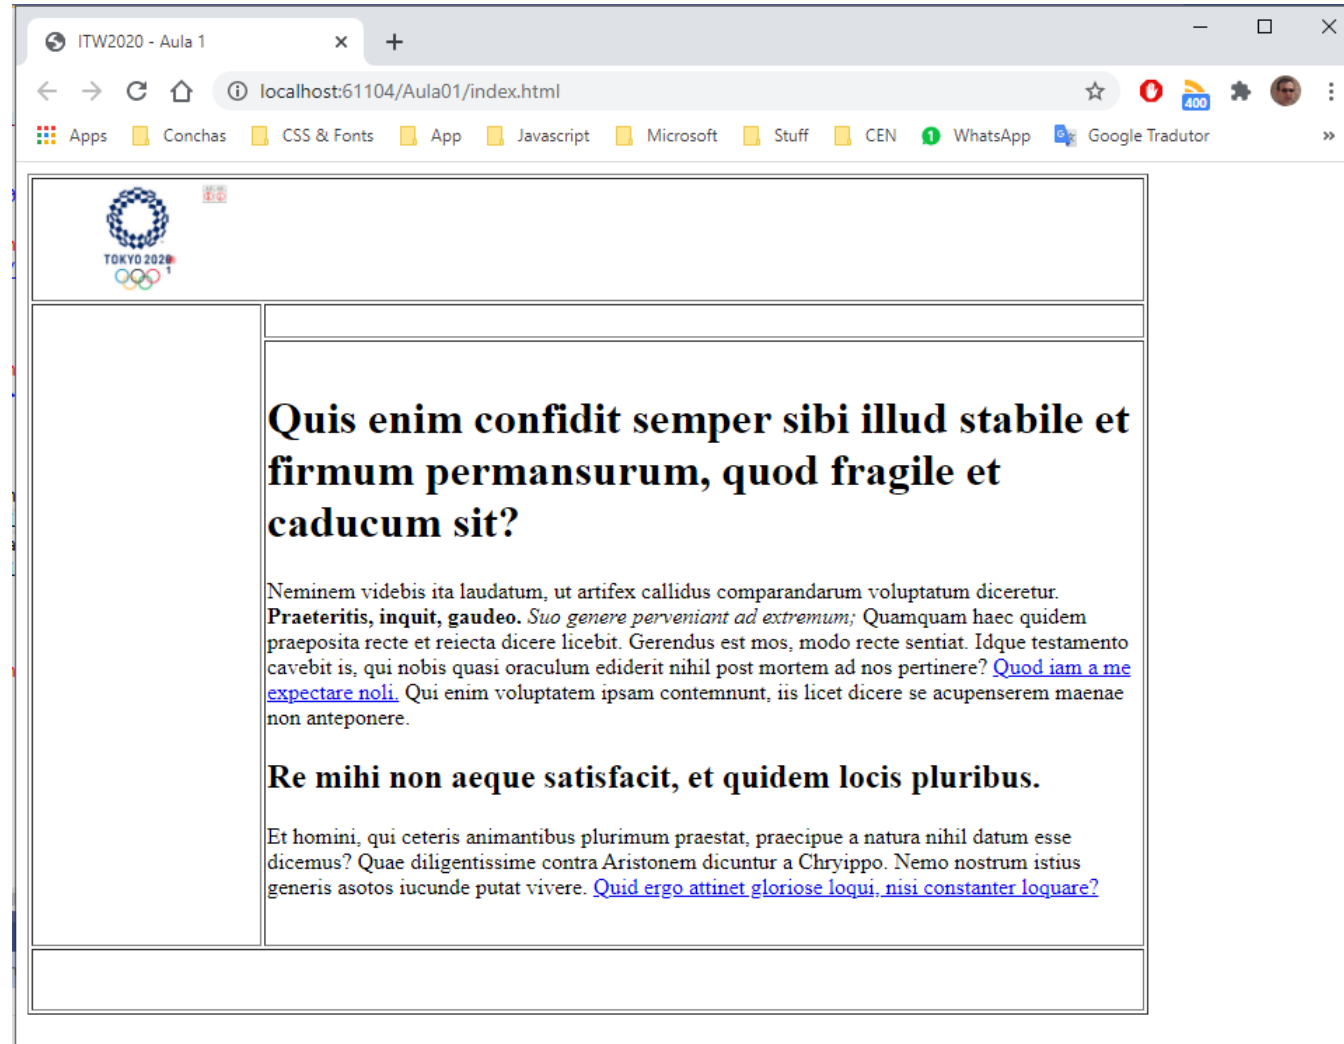 ITW2020 - Aula 1
localhost:61104/Aula01/index.html
400
Apps Conchas CSS & Fonts App Javascript Microsoft Stuff CEN 1 WhatsApp Google Tradutor »
TOKYO 2020
1
Quis enim confidit semper sibi illud stabile et
firmum permansurum, quod fragile et
caducum sit?
Neminem videbis ita laudatum, ut artifex callidus comparandarum voluptatum diceretur.
Praeteritis, inquit, gaudeo. Suo genere perveniant ad extremum; Quamquam haec quidem
praeposita recte et reiecta dicere licebit. Gerendus est mos, modo recte sentiat. Idque testamento
cavebit is, qui nobis quasi oraculum ediderit nihil post mortem ad nos pertinere? Quod iam a me
expectare noli. Qui enim voluptatem ipsam contemnunt, iis licet dicere se acupenserem maenae
non anteponere.
Re mihi non aeque satisfacit, et quidem locis pluribus.
Et homini, qui ceteris animantibus plurimum praestat, praecipue a natura nihil datum esse
dicemus? Quae diligentissime contra Aristonem dicuntur a Chryippo. Nemo nostrum istius
generis asotos iucunde putat vivere. Quid ergo attinet gloriose loqui, nisi constanter loquare?